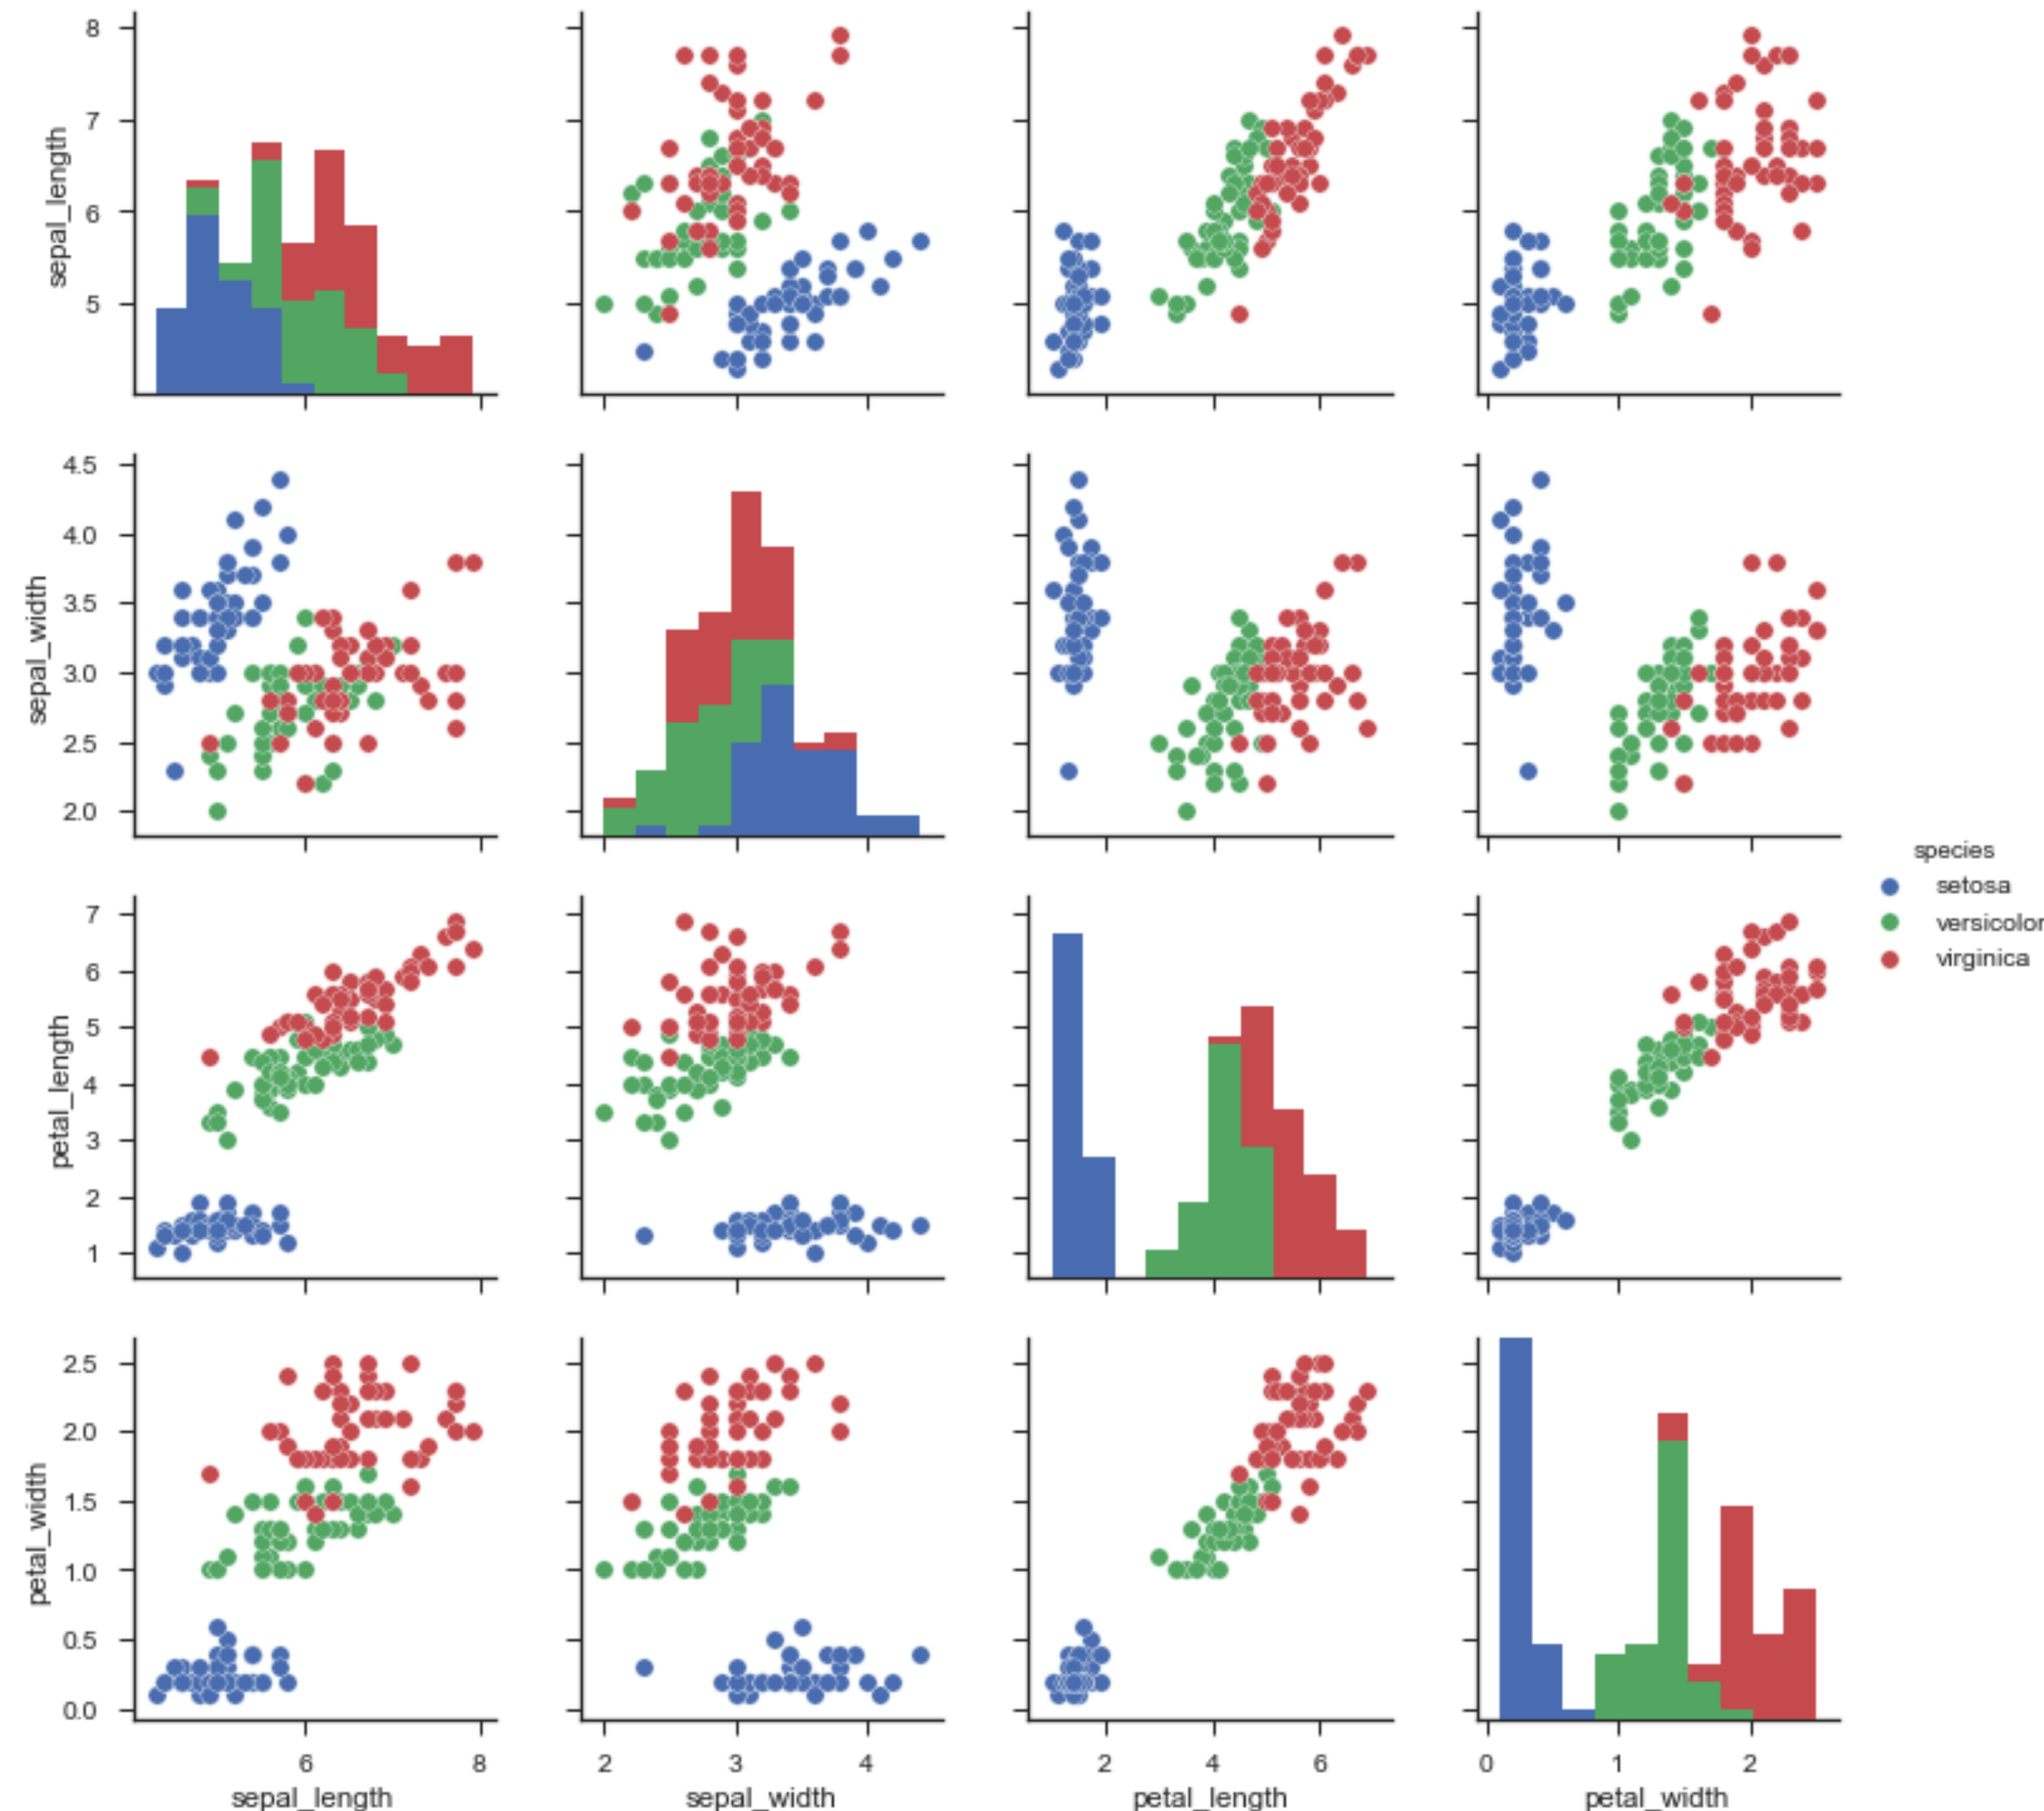 8
7
6
5
sepal_length
4.5
4.0
3.5
3.0
2.5
2.0
sepal_width
species
setosa
versicolor
virginica
7
6
5
4
3
2
1
petal_length
2.5
2.0
1.5
1.0
0.5
0.0
petal_width
6 8
2 3 4
2 4 6
0 1 2
sepal_length
sepal_width
petal_length
petal_width